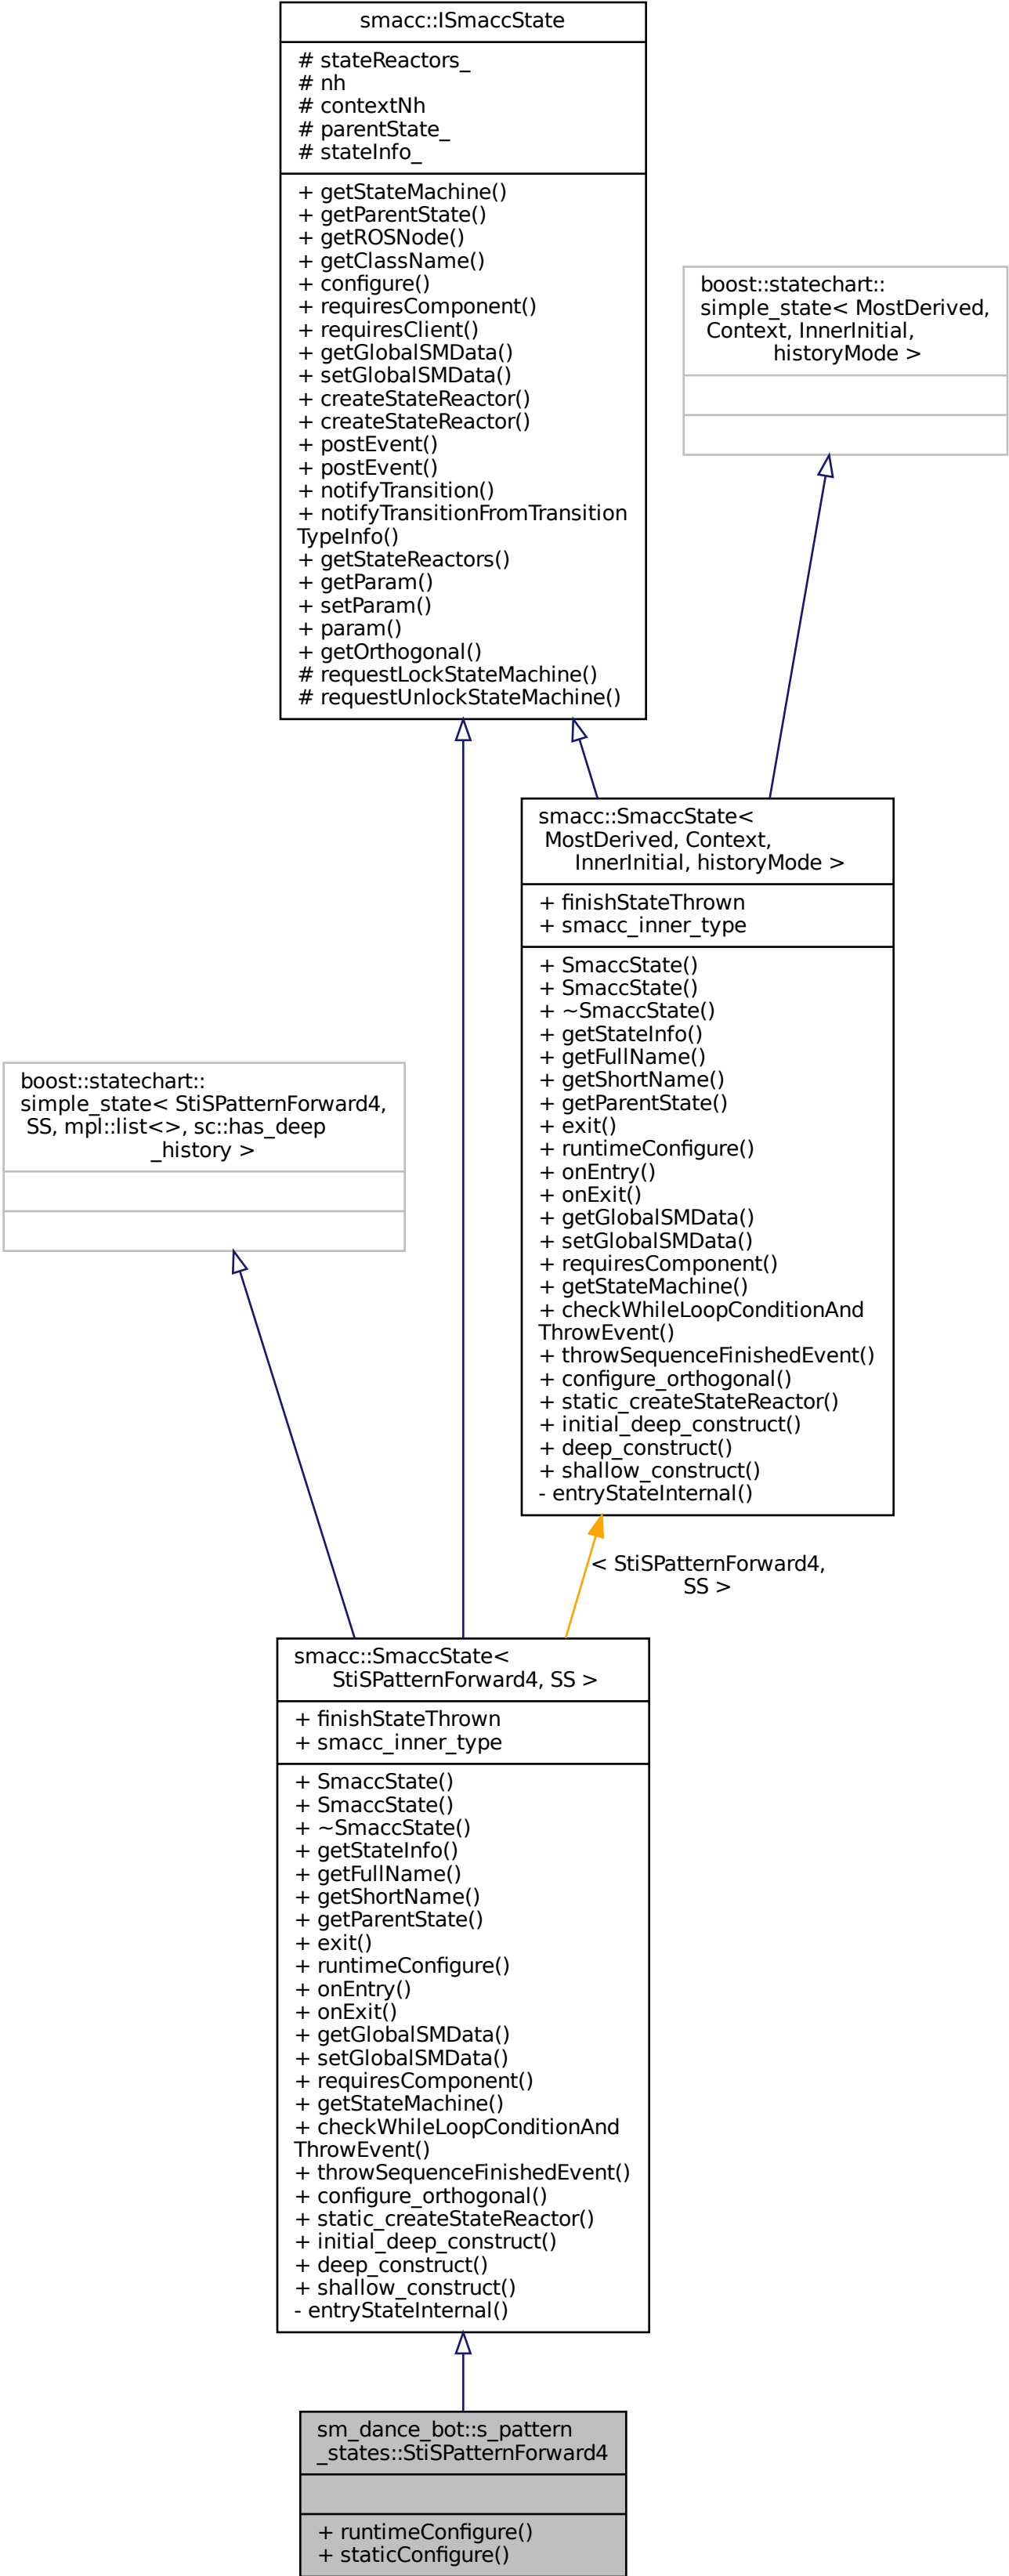 smacc::ISmaccState
# stateReactors_
# nh
# contextNh
# parentState_
# stateInfo_
+ getStateMachine()
+ getParentState()
+ getROSNode()
+ getClassName()
+ configure()
+ requiresComponent()
+ requiresClient()
+ getGlobalSMData()
+ setGlobalSMData()
+ createStateReactor()
+ createStateReactor()
+ postEvent()
+ postEvent()
+ notifyTransition()
+ notifyTransitionFromTransition
TypeInfo()
+ getStateReactors()
+ getParam()
+ setParam()
+ param()
+ getOrthogonal()
# requestLockStateMachine()
# requestUnlockStateMachine()
boost::statechart::
simple_state< MostDerived,
Context, InnerInitial,
historyMode >
smacc::SmaccState<
MostDerived, Context,
InnerInitial, historyMode >
+ finishStateThrown
+ smacc_inner_type
+ SmaccState()
+ SmaccState()
+ ~SmaccState()
+ getStateInfo()
+ getFullName()
+ getShortName()
+ getParentState()
+ exit()
+ runtimeConfigure()
+ onEntry()
+ onExit()
+ getGlobalSMData()
+ setGlobalSMData()
+ requiresComponent()
+ getStateMachine()
+ checkWhileLoopConditionAnd
ThrowEvent()
+ throwSequenceFinishedEvent()
+ configure_orthogonal()
+ static_createStateReactor()
+ initial_deep_construct()
+ deep_construct()
+ shallow_construct()
- entryStateInternal()
boost::statechart::
simple_state< StiSPatternForward4,
SS, mpl::list<>, sc::has_deep
_history >
< StiSPatternForward4,
SS >
smacc::SmaccState<
StiSPatternForward4, SS >
+ finishStateThrown
+ smacc_inner_type
+ SmaccState()
+ SmaccState()
+ ~SmaccState()
+ getStateInfo()
+ getFullName()
+ getShortName()
+ getParentState()
+ exit()
+ runtimeConfigure()
+ onEntry()
+ onExit()
+ getGlobalSMData()
+ setGlobalSMData()
+ requiresComponent()
+ getStateMachine()
+ checkWhileLoopConditionAnd
ThrowEvent()
+ throwSequenceFinishedEvent()
+ configure_orthogonal()
+ static_createStateReactor()
+ initial_deep_construct()
+ deep_construct()
+ shallow_construct()
- entryStateInternal()
sm_dance_bot::s_pattern
_states::StiSPatternForward4
+ runtimeConfigure()
+ staticConfigure()